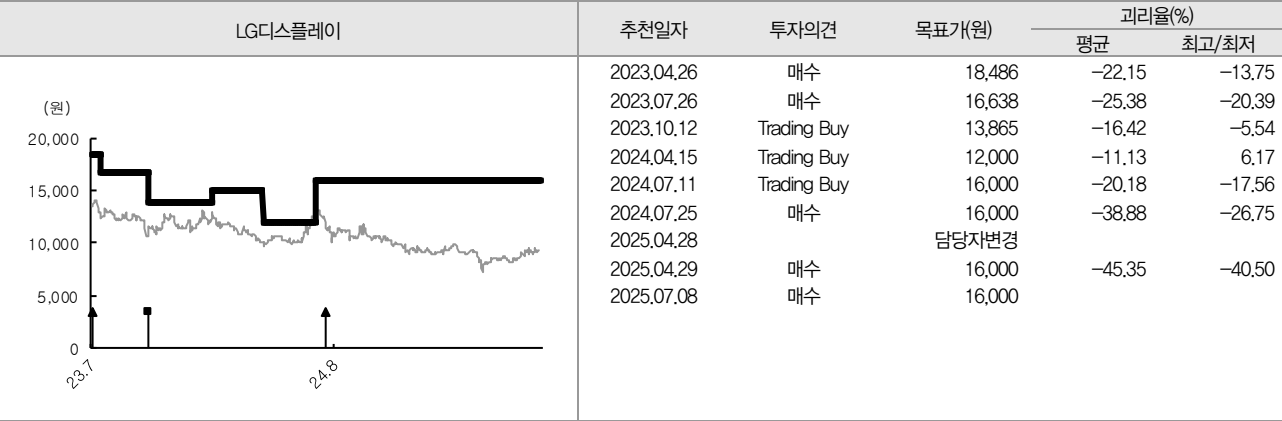 LG디스플레이
추천일자 투자의견 목표가(원) 괴리율(%)
평균 최고/최저
(원)
20,000
15,000
10,000
5,000
0
23.7 24.8
2023.04.26 매수 18,486 -22.15 -13.75
2023.07.26 매수 16,638 -25.38 -20.39
2023.10.12 Trading Buy 13,865 -16.42 -5.54
2024.04.15 Trading Buy 12,000 -11.13 6.17
2024.07.11 Trading Buy 16,000 -20.18 -17.56
2024.07.25 매수 16,000 -38.88 -26.75
2025.04.28 담당자변경
2025.04.29 매수 16,000 -45.35 -40.50
2025.07.08 매수 16,000